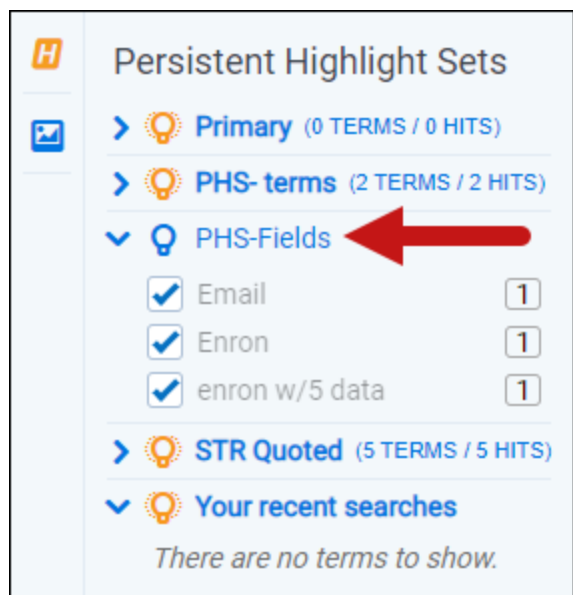 H
Persistent Highlight Sets
Primary (0 TERMS / 0 HITS)
PHS- terms (2 TERMS / 2 HITS)
PHS-Fields
Email 1
Enron 1
enron w/5 data 1
STR Quoted (5 TERMS / 5 HITS)
Your recent searches
There are no terms to show.